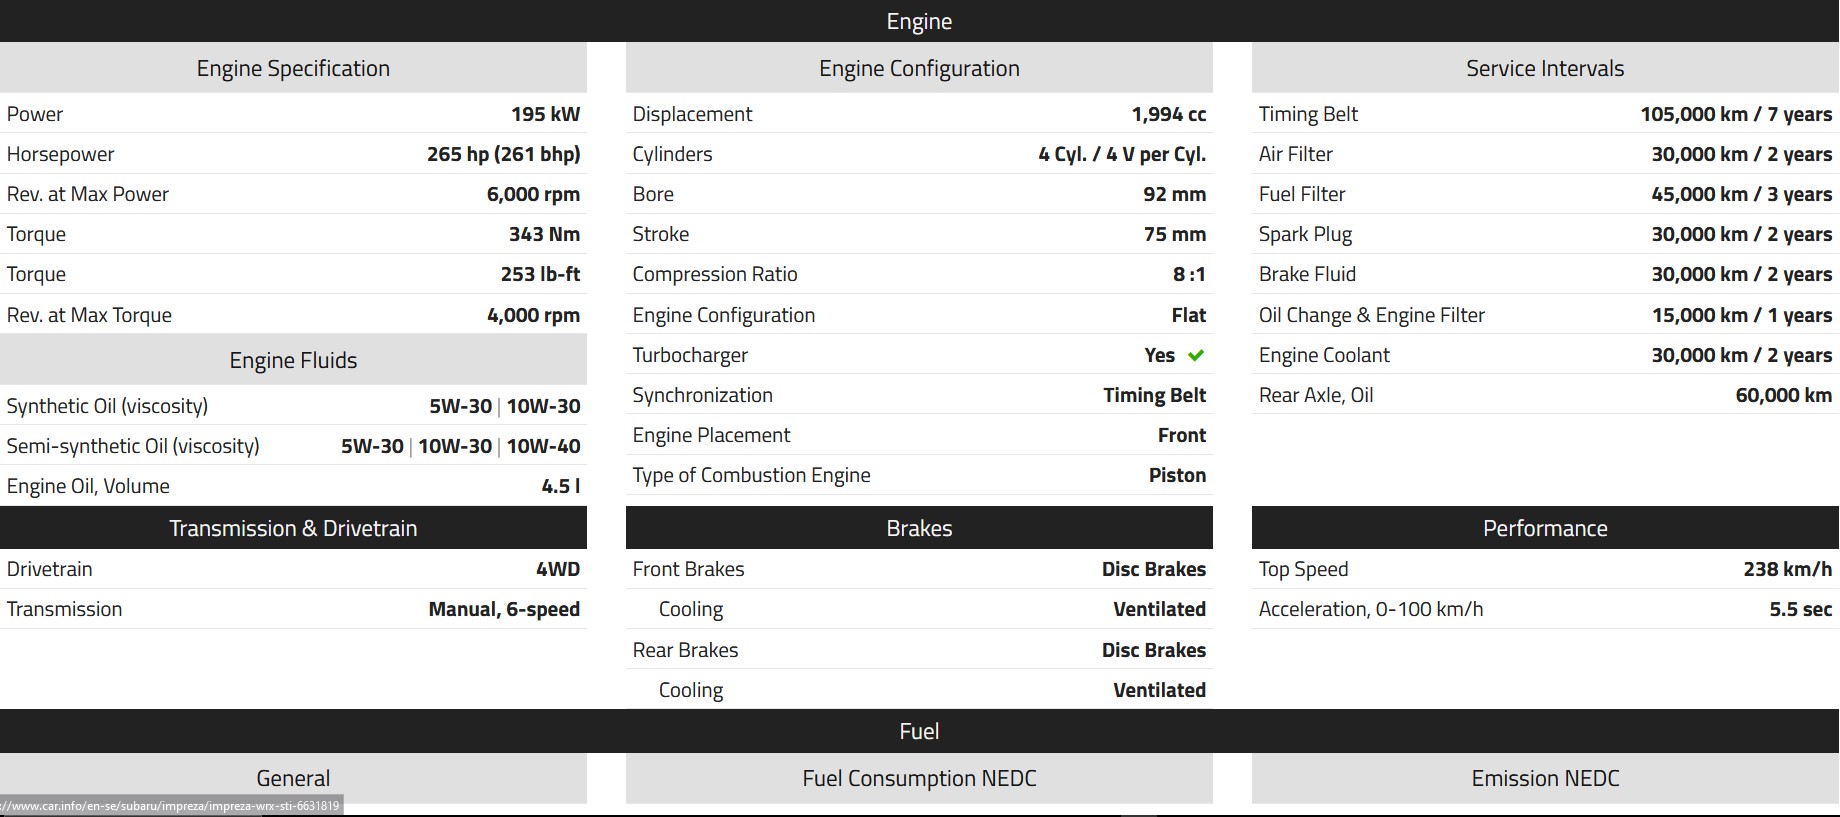 Engine
Engine Specification
Power 195 kW
Horsepower 265 hp (261 bhp)
Rev. at Max Power 6,000 rpm
Torque 343 Nm
Torque 253 lb-ft
Rev. at Max Torque 4,000 rpm
Engine Fluids
Synthetic Oil (viscosity) 5W-30 | 10W-30
Semi-synthetic Oil (viscosity) 5W-30 | 10W-30 | 10W-40
Engine Oil, Volume 4.5 l
Engine Configuration
Displacement 1,994 cc
Cylinders 4 Cyl. / 4 V per Cyl.
Bore 92 mm
Stroke 75 mm
Compression Ratio 8 :1
Engine Configuration Flat
Turbocharger Yes ✔
Synchronization Timing Belt
Engine Placement Front
Type of Combustion Engine Piston
Service Intervals
Timing Belt 105,000 km / 7 years
Air Filter 30,000 km / 2 years
Fuel Filter 45,000 km / 3 years
Spark Plug 30,000 km / 2 years
Brake Fluid 30,000 km / 2 years
Oil Change & Engine Filter 15,000 km / 1 years
Engine Coolant 30,000 km / 2 years
Rear Axle, Oil 60,000 km
Transmission & Drivetrain
Drivetrain 4WD
Transmission Manual, 6-speed
Brakes
Front Brakes Disc Brakes
Cooling Ventilated
Rear Brakes Disc Brakes
Cooling Ventilated
Performance
Top Speed 238 km/h
Acceleration, 0-100 km/h 5.5 sec
Fuel
General
Fuel Consumption NEDC
Emission NEDC
://www.car.info/en-se/subaru/impreza/impreza-wrx-sti-6631819